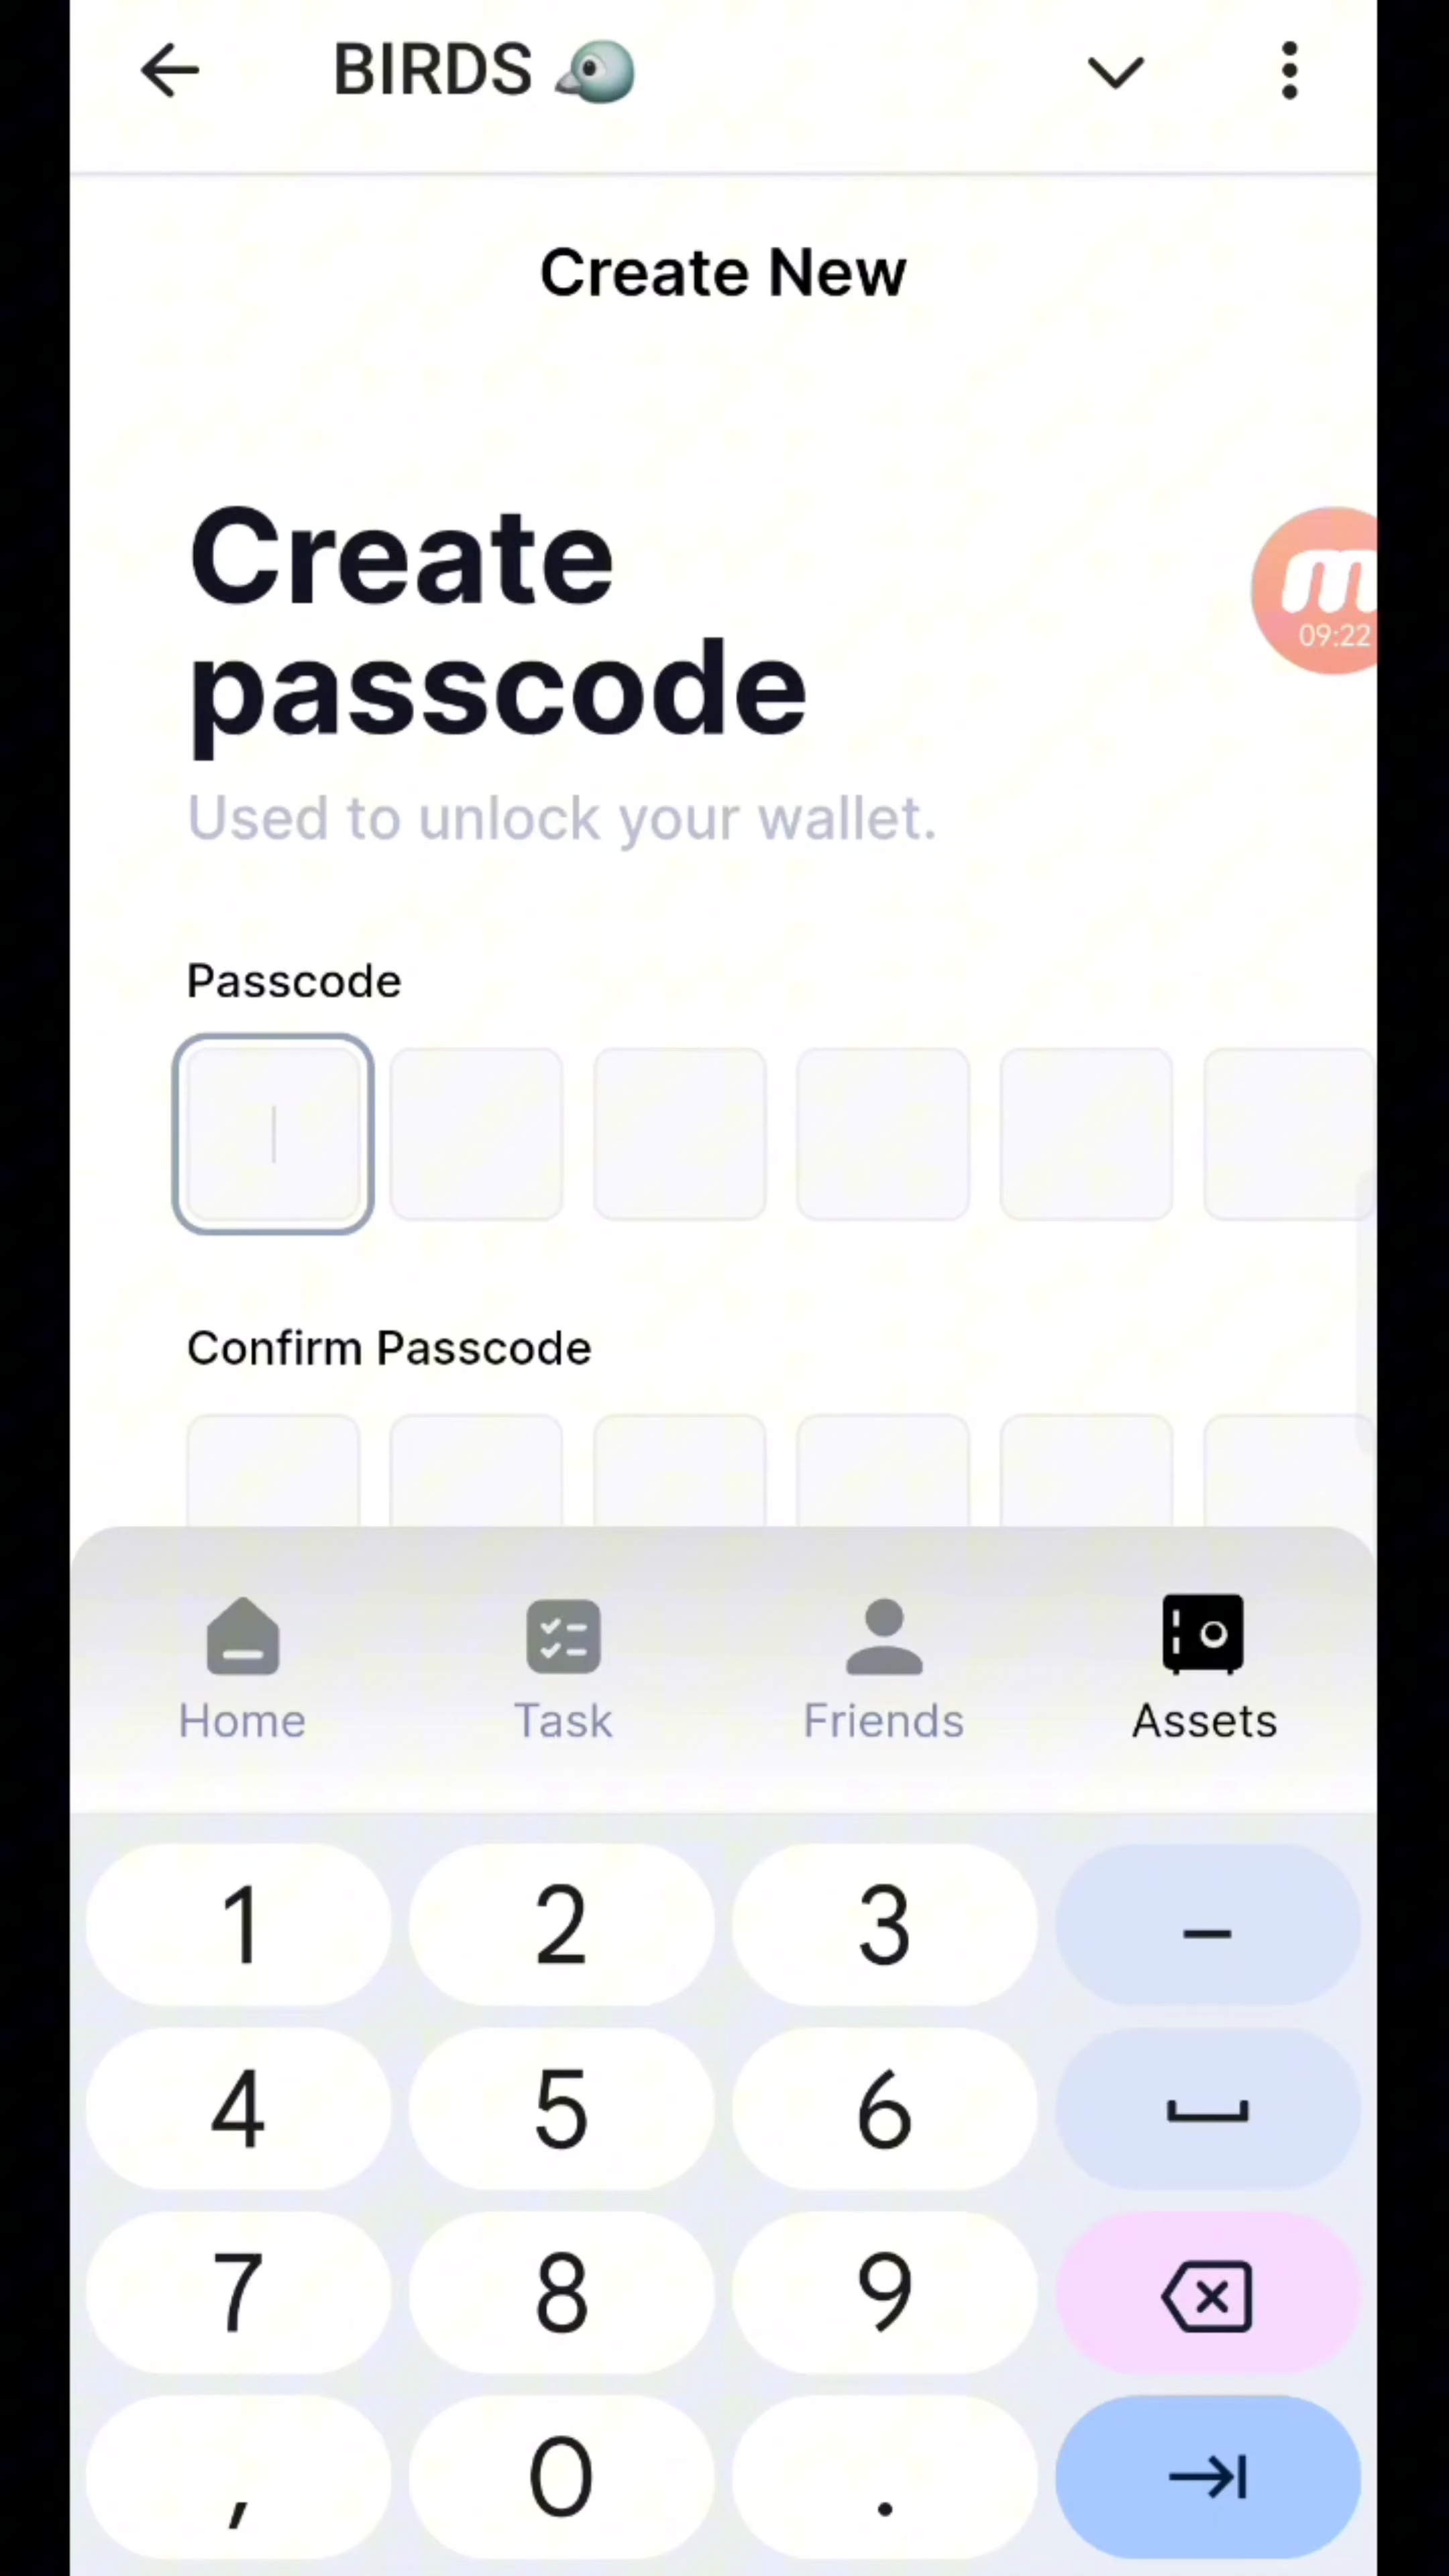 BIRDS
Create New
Create
passcode
Used to unlock your wallet.
m
09:22
Passcode
Confirm Passcode
Home
Task
Friends
Assets
1
2
3
–
4
5
6
7
8
9
,
0
.